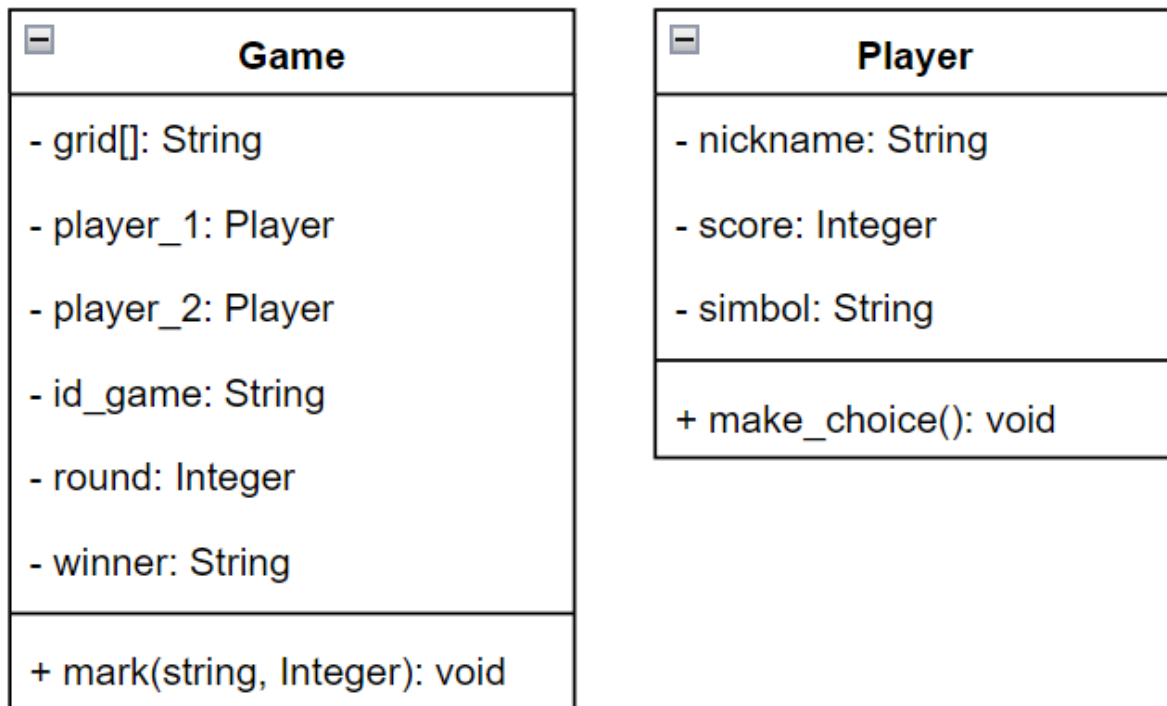 Game
- grid[]: String
- player_1: Player
- player_2: Player
- id_game: String
- round: Integer
- winner: String
+ mark(string, Integer): void
Player
- nickname: String
- score: Integer
- simbol: String
+ make_choice(): void